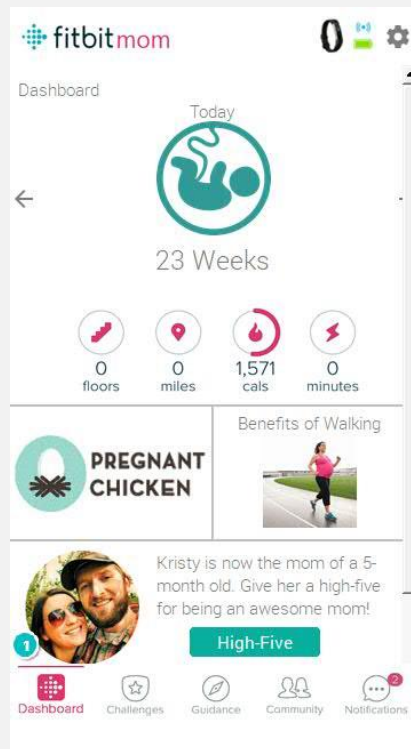 fitbit mom
Dashboard
Today
23 Weeks
0
floors
0
miles
1,571
cals
0
minutes
PREGNANT
CHICKEN
Benefits of Walking
Kristy is now the mom of a 5-
month old. Give her a high-five
for being an awesome mom!
1
High-Five
2
Dashboard
Challenges
Guidance
Community
Notifications